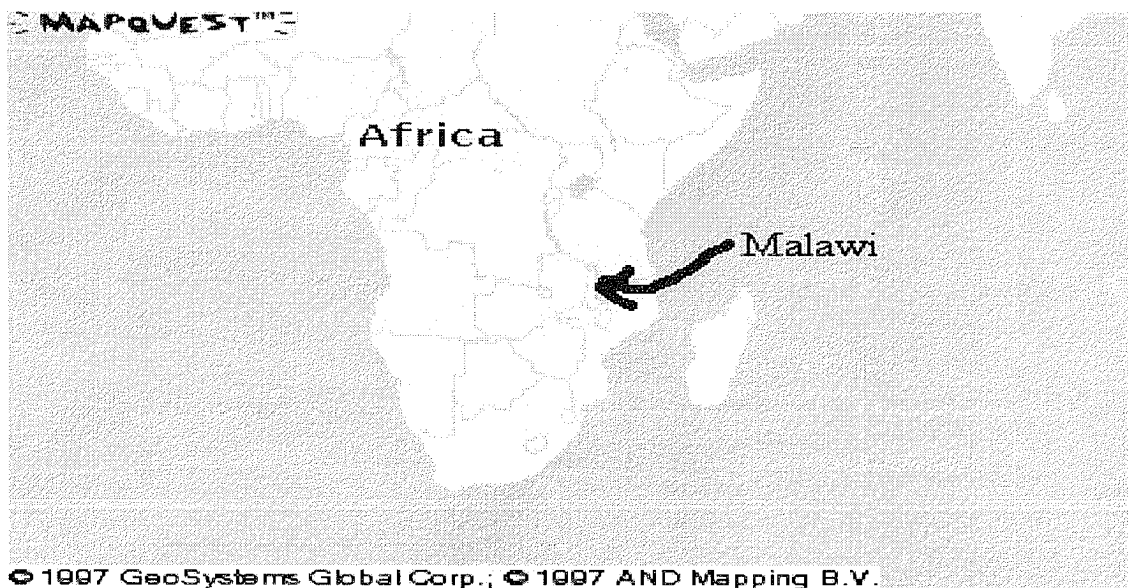 MAPQUEST™
Africa
Malawi
© 1997 GeoSystems Global Corp.; © 1997 AND Mapping B.V.